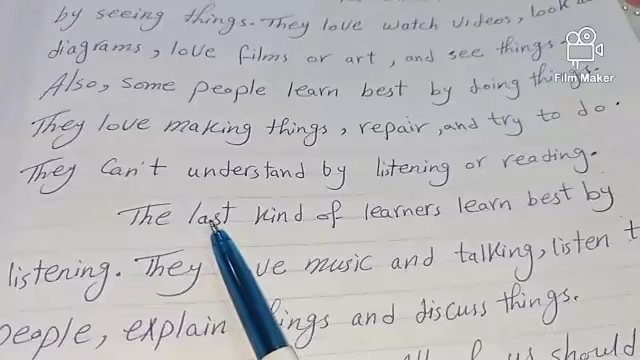 by seeing things. They love watch videos, look
diagrams, love films or art, and see things
Also, some people learn best by doing things.
They love making things, repair, and try to do.
They can't understand by listening or reading.
The last kind of learners learn best by
listening. They ve music and talking, listen t
people, explain hings and discuss things.
should
Film Maker